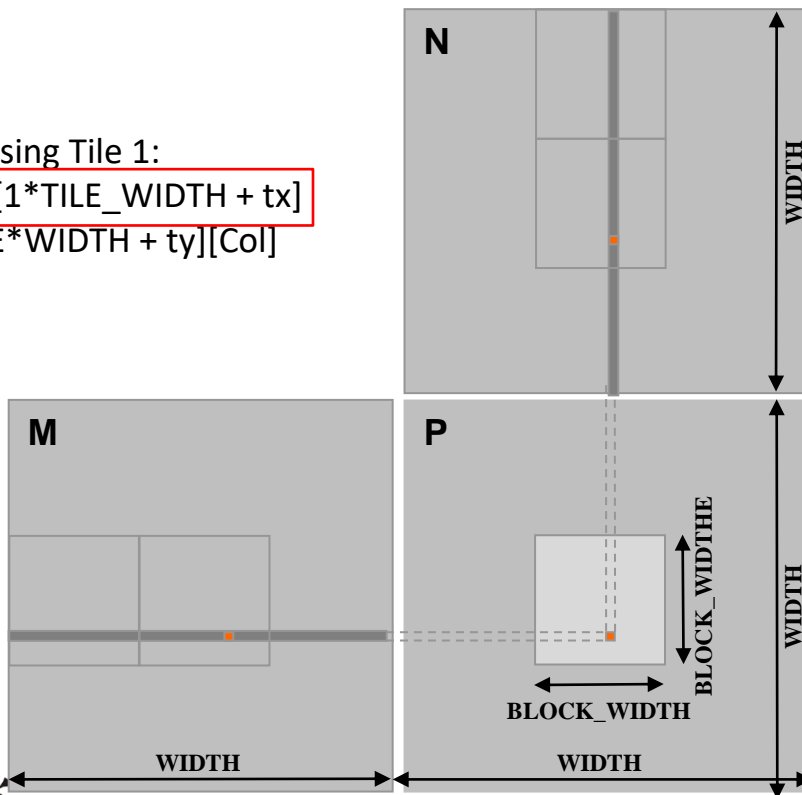 N
sing Tile 1:
[1*TILE_WIDTH + tx]
E*WIDTH + ty][Col]
WIDTH
M
P
BLOCK_WIDTHE
WIDTH
BLOCK_WIDTH
WIDTH
WIDTH